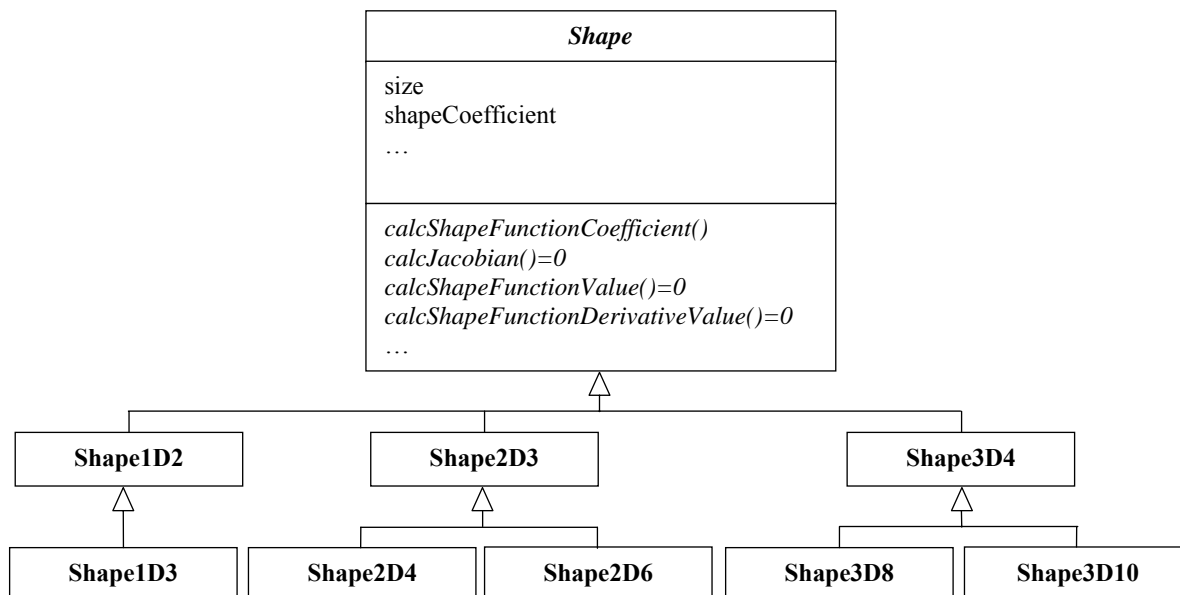 Shape
size
shapeCoefficient
…
calcShapeFunctionCoefficient()
calcJacobian()=0
calcShapeFunctionValue()=0
calcShapeFunctionDerivativeValue()=0
…
Shape1D2
Shape2D3
Shape3D4
Shape1D3
Shape2D4
Shape2D6
Shape3D8
Shape3D10